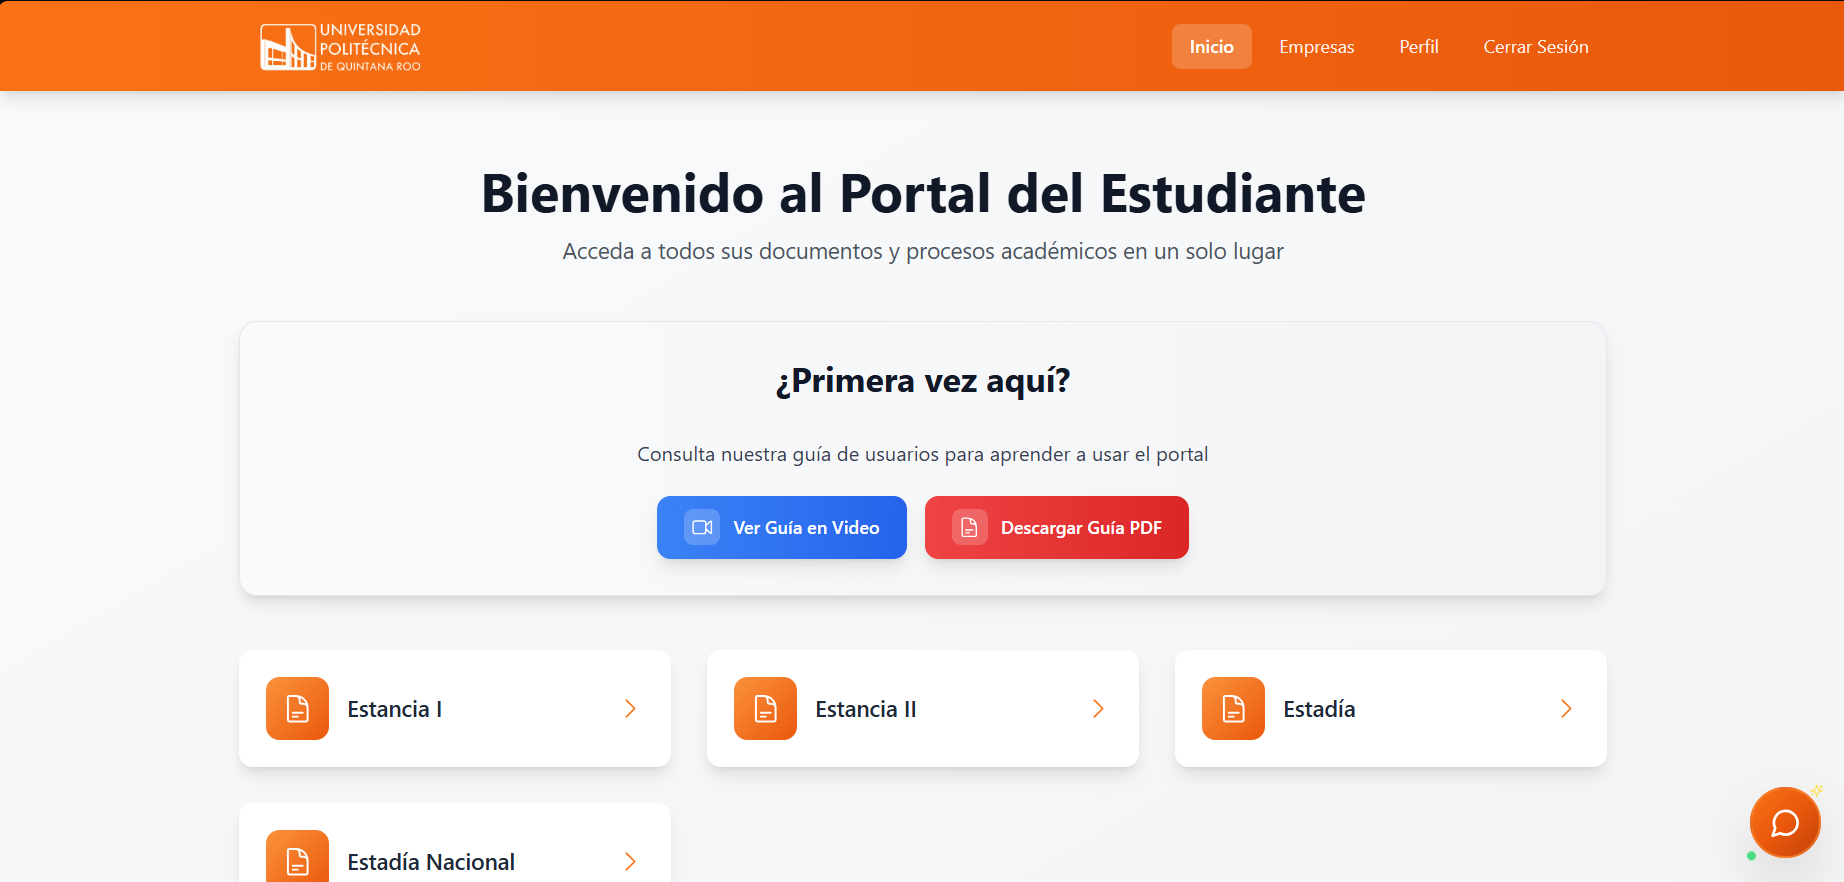 UNIVERSIDAD
POLITÉCNICA
DE QUINTANA ROO
Inicio
Empresas
Perfil
Cerrar Sesión
Bienvenido al Portal del Estudiante
Acceda a todos sus documentos y procesos académicos en un solo lugar
¿Primera vez aquí?
Consulta nuestra guía de usuarios para aprender a usar el portal
Ver Guía en Video
Descargar Guía PDF
Estancia I
Estancia II
Estadía
Estadía Nacional